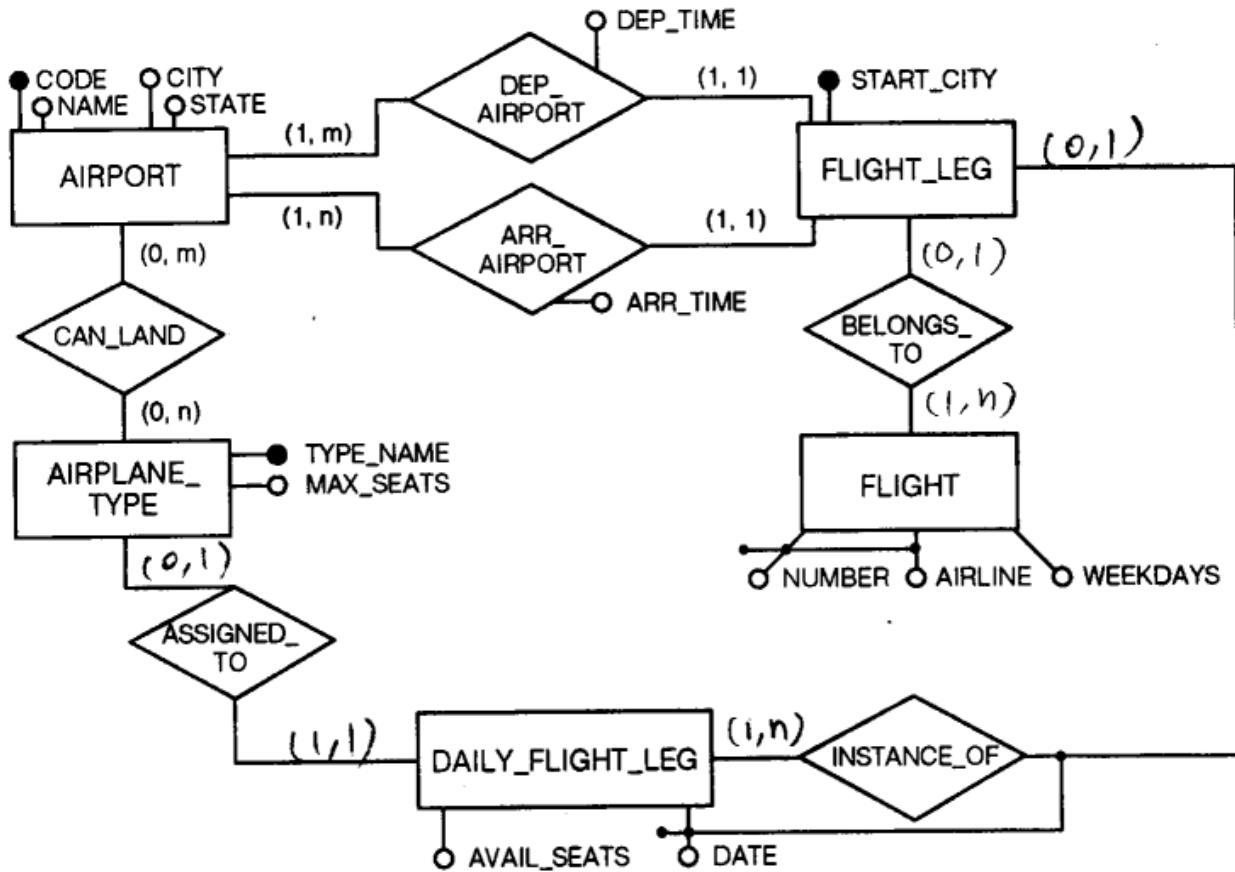 DEP_TIME
CODE
CITY
NAME
STATE
DEP_
AIRPORT
(1, 1)
START_CITY
(1, m)
(0,1)
AIRPORT
FLIGHT_LEG
(1, n)
ARR_
AIRPORT
(1, 1)
(0, m)
(0,1)
ARR_TIME
CAN_LAND
BELONGS_
TO
(0, n)
(1,n)
TYPE_NAME
AIRPLANE_
TYPE
MAX_SEATS
FLIGHT
(0,1)
NUMBER
AIRLINE
WEEKDAYS
ASSIGNED_
TO
(1,1)
(1,n)
DAILY_FLIGHT_LEG
INSTANCE_OF
AVAIL_SEATS
DATE